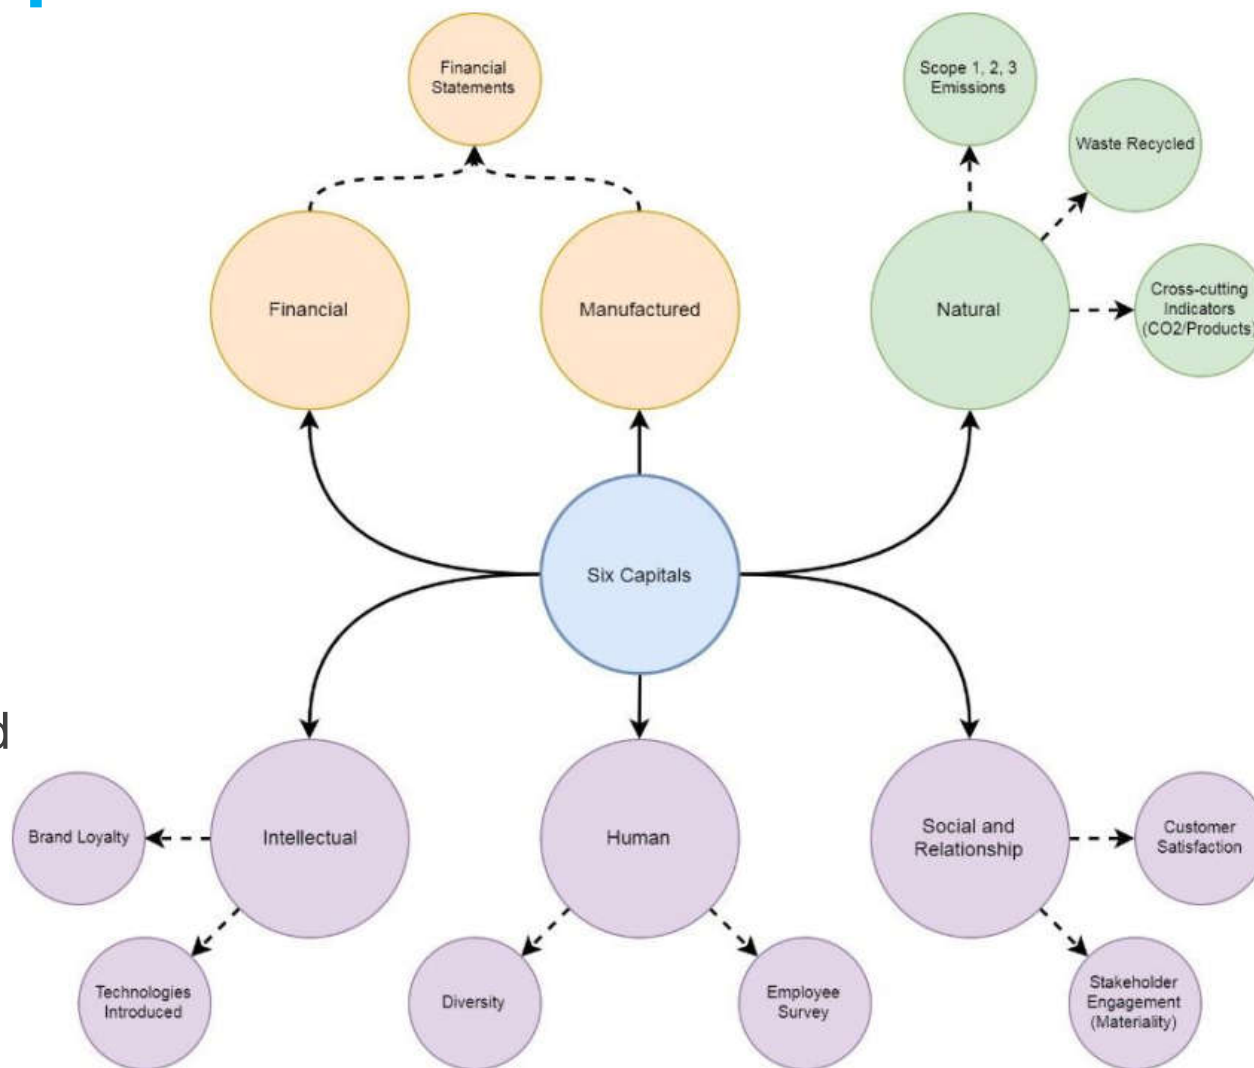 Financial
Statements
Scope 1, 2, 3
Emissions
Waste Recycled
Financial
Manufactured
Natural
Cross-cutting
Indicators
(CO2/Products)
Six Capitals
Brand Loyalty
Intellectual
Human
Social and
Relationship
Customer
Satisfaction
Technologies
Introduced
Diversity
Employee
Survey
Stakeholder
Engagement
(Materiality)